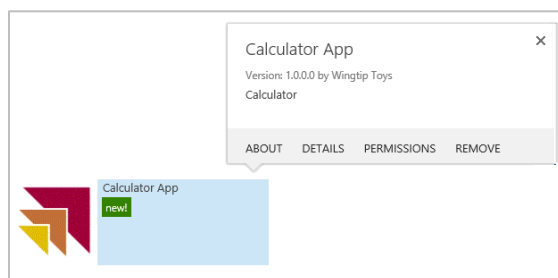 Calculator App
Version: 1.0.0.0 by Wingtip Toys
Calculator
ABOUT DETAILS PERMISSIONS REMOVE
Calculator App
new!